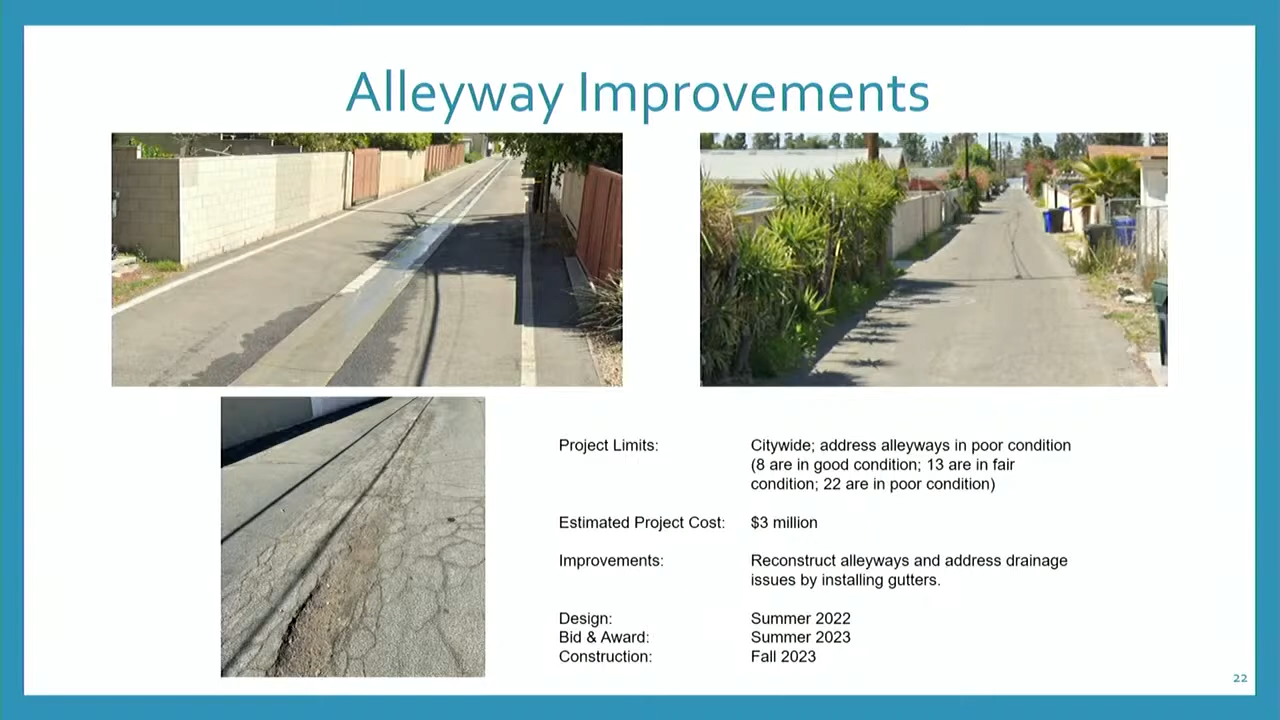 Alleyway Improvements
Project Limits: Citywide; address alleyways in poor condition
(8 are in good condition; 13 are in fair
condition; 22 are in poor condition)
Estimated Project Cost: $3 million
Improvements: Reconstruct alleyways and address drainage
issues by installing gutters.
Design: Summer 2022
Bid & Award: Summer 2023
Construction: Fall 2023
22